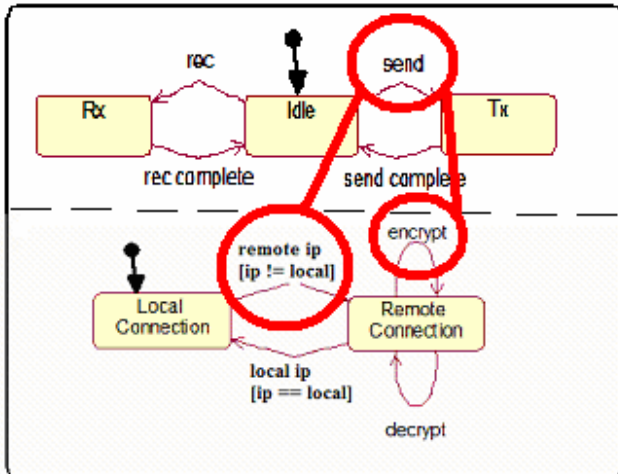 rec
send
Rx
Idle
Tx
rec complete
send complete
encrypt
remote ip
[ip != local]
Local
Connection
Remote
Connection
local ip
[ip == local]
decrypt